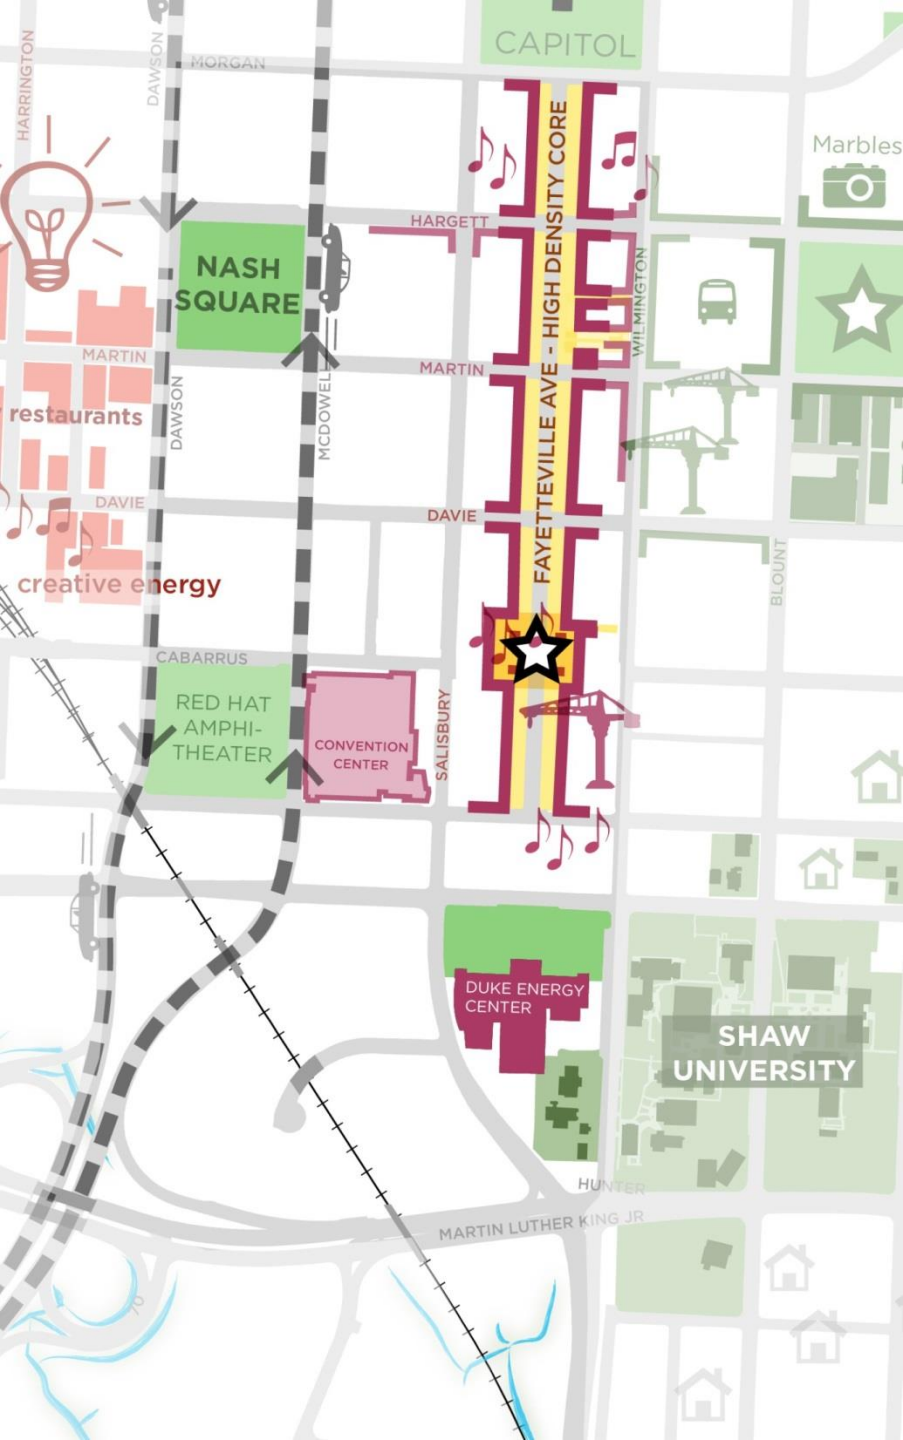 CAPITOL
HARRINGTON
DAWSON
MORGAN
Marbles
FAYETTEVILLE AVE - HIGH DENSITY CORE
HARGETT
NASH
SQUARE
WILMINGTON
MARTIN
MARTIN
DAWSON
MCDOWELL
restaurants
DAVIE
DAVIE
BLOUNT
creative energy
CABARRUS
RED HAT
AMPHI-
THEATER
CONVENTION
CENTER
SALISBURY
DUKE ENERGY
CENTER
SHAW
UNIVERSITY
HUNTER
MARTIN LUTHER KING JR
70